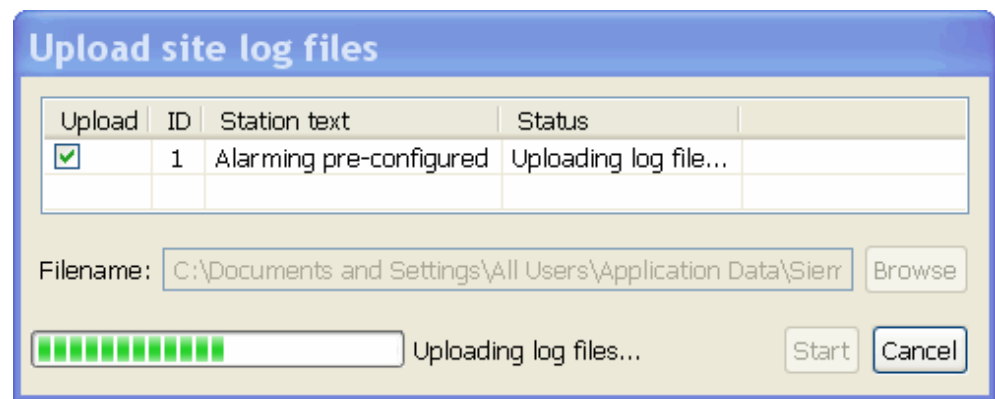 Upload site log files
Upload ID Station text Status
1 Alarming pre-configured Uploading log file...
Filename: C:\Documents and Settings\All Users\Application Data\Siem Browse
Uploading log files... Start Cancel